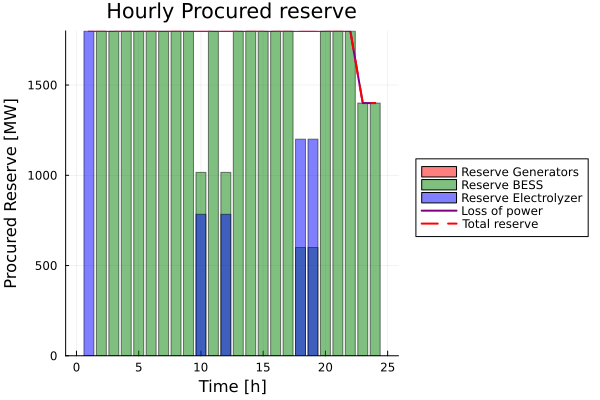 Hourly Procured reserve
Procured Reserve [MW]
1500
1000
500
0
0 5 10 15 20 25
Time [h]
Reserve Generators
Reserve BESS
Reserve Electrolyzer
Loss of power
Total reserve